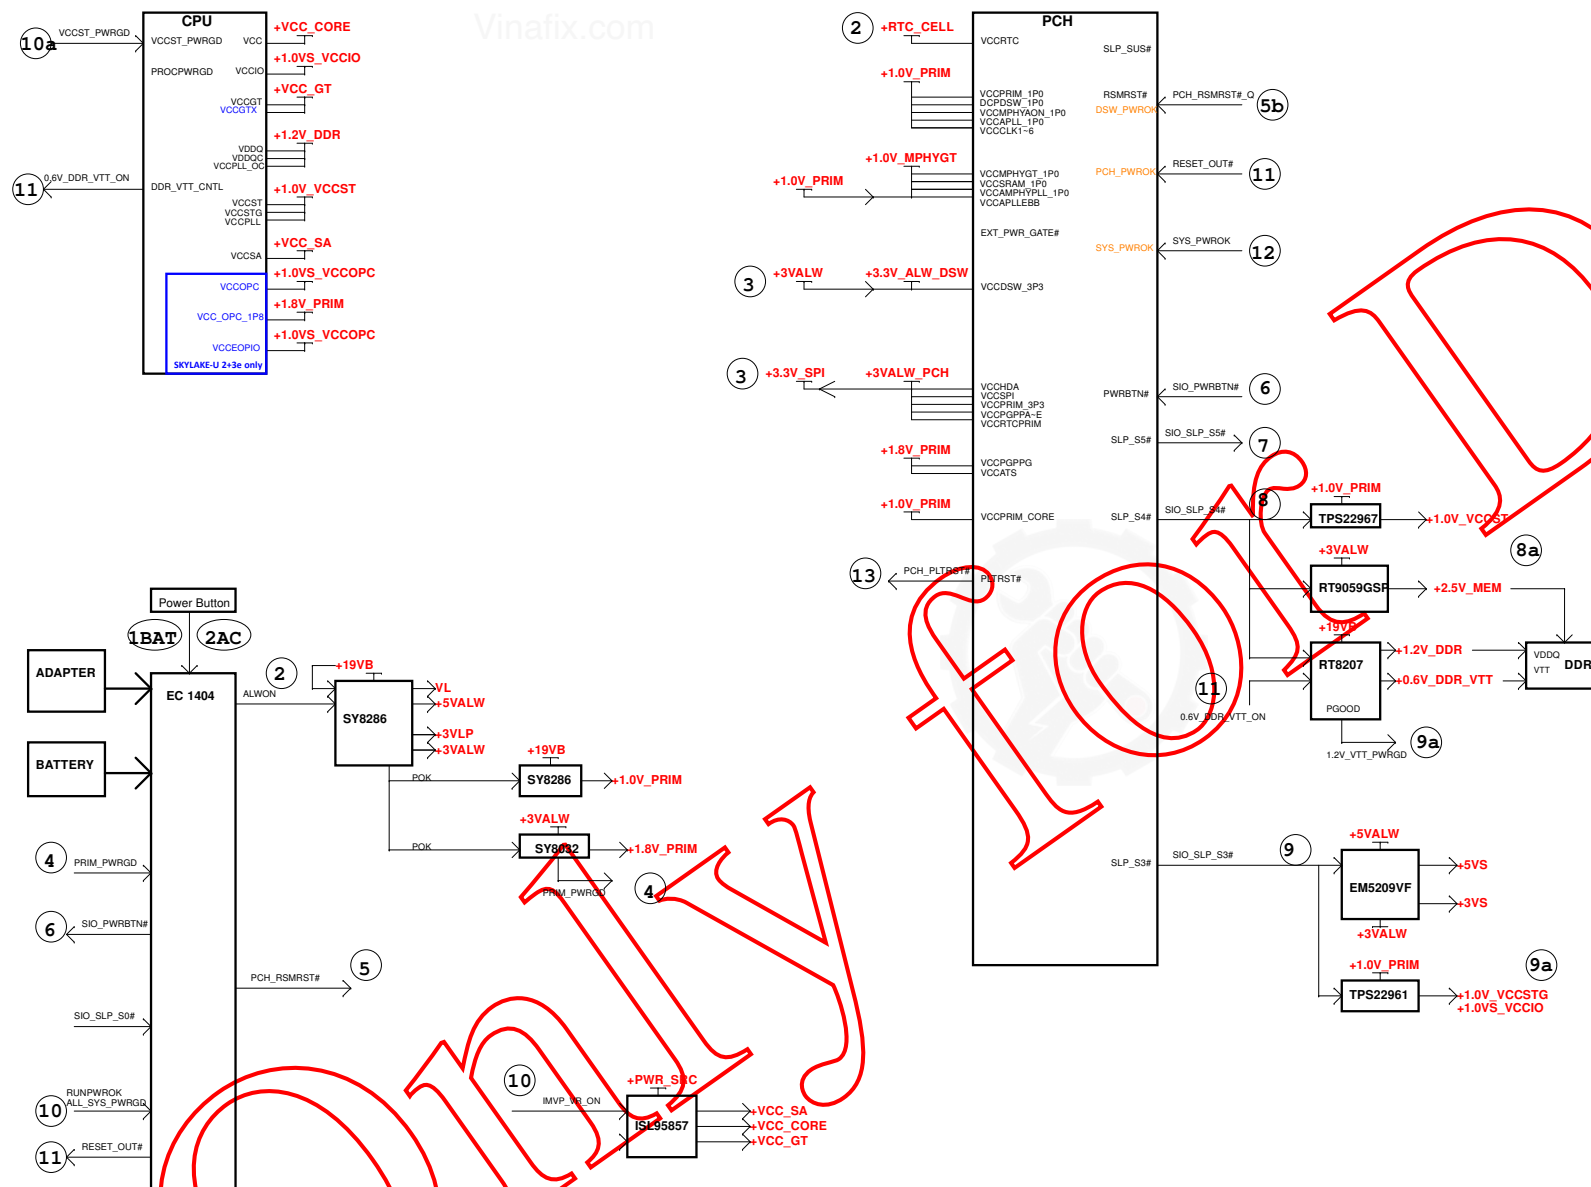 Vinafix.com
CPU
10a
VCCST_PWRGD
VCCST_PWRGD
VCC
+VCC_CORE
PROCPWRGD
VCCIO
+1.0VS_VCCIO
VCCGT
VCCGTX
+VCC_GT
VDDQ
VDDQC
VCCPLL_OC
+1.2V_DDR
11
0.6V_DDR_VTT_ON
DDR_VTT_CNTL
VCCST
VCCSTG
VCCPLL
+1.0V_VCCST
VCCSA
+VCC_SA
VCCOPC
+1.0VS_VCCOPC
VCC_OPC_1P8
+1.8V_PRIM
VCCEOPIO
+1.0VS_VCCOPC
SKYLAKE-U 2+3e only
PCH
2
+RTC_CELL
VCCRTC
+1.0V_PRIM
VCCPRIM_1P0
DCPDSW_1P0
VCCMPHYAON_1P0
VCCAPLL_1P0
VCCCLK1~6
+1.0V_MPHYGT
+1.0V_PRIM
VCCMPHYGT_1P0
VCCSRAM_1P0
VCCAMPHYPLL_1P0
VCCAPLLEBB
EXT_PWR_GATE#
3
+3VALW
+3.3V_ALW_DSW
VCCDSW_3P3
3
+3.3V_SPI
+3VALW_PCH
VCCHDA
VCCSPI
VCCPRIM_3P3
VCCPGPPA~E
VCCRTCPRIM
+1.8V_PRIM
VCCPGPPG
VCCATS
+1.0V_PRIM
VCCPRIM_CORE
13
PCH_PLTRST#
PLTRST#
SLP_SUS#
RSMRST#
DSW_PWROK
PCH_RSMRST#_Q
5b
PCH_PWROK
RESET_OUT#
11
SYS_PWROK
SYS_PWROK
12
PWRBTN#
SIO_PWRBTN#
6
SLP_S5#
SIO_SLP_S5#
7
SLP_S4#
SIO_SLP_S4#
8
+1.0V_PRIM
TPS22967
+1.0V_VCCST
8a
+3VALW
RT9059GSP
+2.5V_MEM
+19VB
RT8207
PGOOD
+1.2V_DDR
+0.6V_DDR_VTT
VDDQ
VTT
DDR
11
0.6V_DDR_VTT_ON
1.2V_VTT_PWRGD
9a
SLP_S3#
SIO_SLP_S3#
9
+5VALW
EM5209VF
+5VS
+3VS
+3VALW
9a
+1.0V_PRIM
TPS22961
+1.0V_VCCSTG
+1.0VS_VCCIO
Power Button
1BAT
2AC
ADAPTER
BATTERY
EC 1404
ALWON
2
+19VB
SY8286
VL
+5VALW
+3VLP
+3VALW
POK
+19VB
SY8286
+1.0V_PRIM
POK
+3VALW
SY8032
+1.8V_PRIM
PRIM_PWRGD
4
4
PRIM_PWRGD
6
SIO_PWRBTN#
PCH_RSMRST#
5
SIO_SLP_S0#
10
RUNPWROK
ALL_SYS_PWRGD
11
RESET_OUT#
10
IMVP_VR_ON
+PWR_SRC
ISL95857
+VCC_SA
+VCC_CORE
+VCC_GT
only
for
D